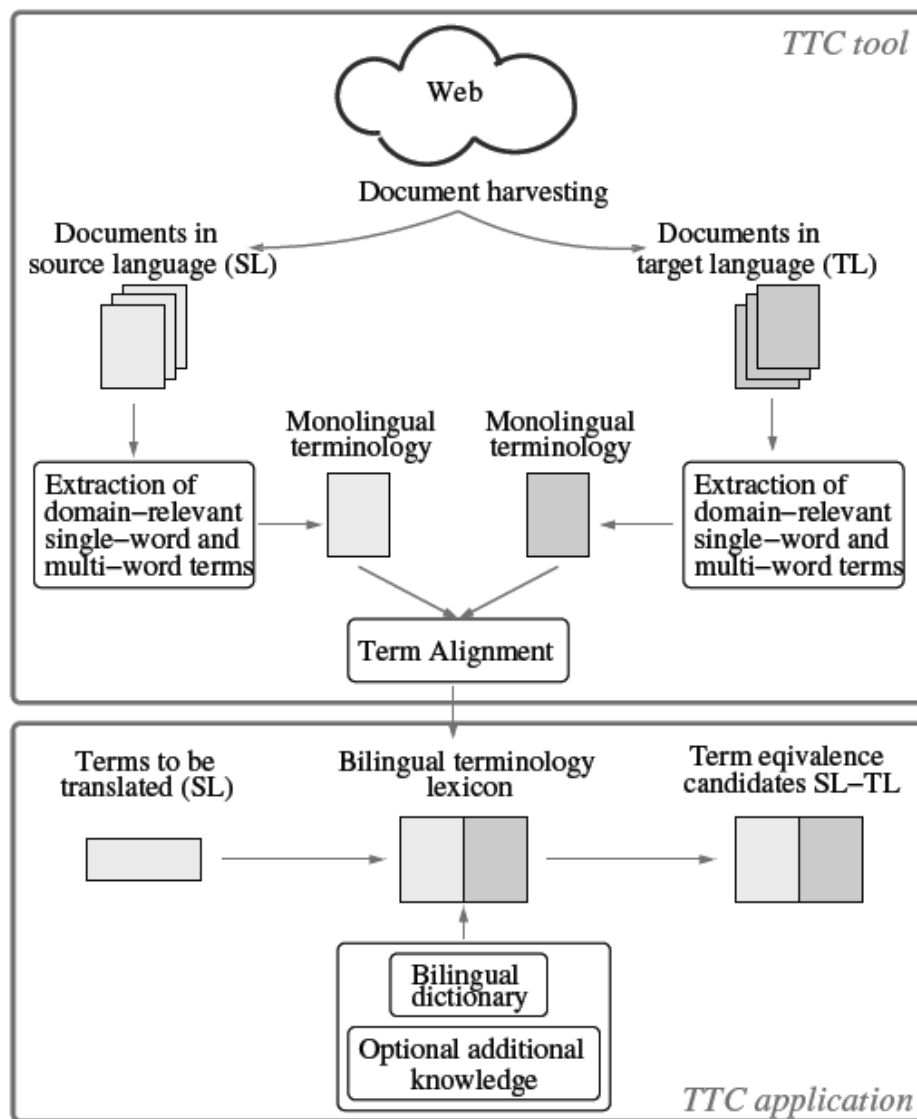 TTC tool
Web
Document harvesting
Documents in
source language (SL)
Documents in
target language (TL)
Monolingual
terminology
Monolingual
terminology
Extraction of
domain–relevant
single–word and
multi–word terms
Extraction of
domain–relevant
single–word and
multi–word terms
Term Alignment
Terms to be
translated (SL)
Bilingual terminology
lexicon
Term eqivalence
candidates SL–TL
Bilingual
dictionary
Optional additional
knowledge
TTC application